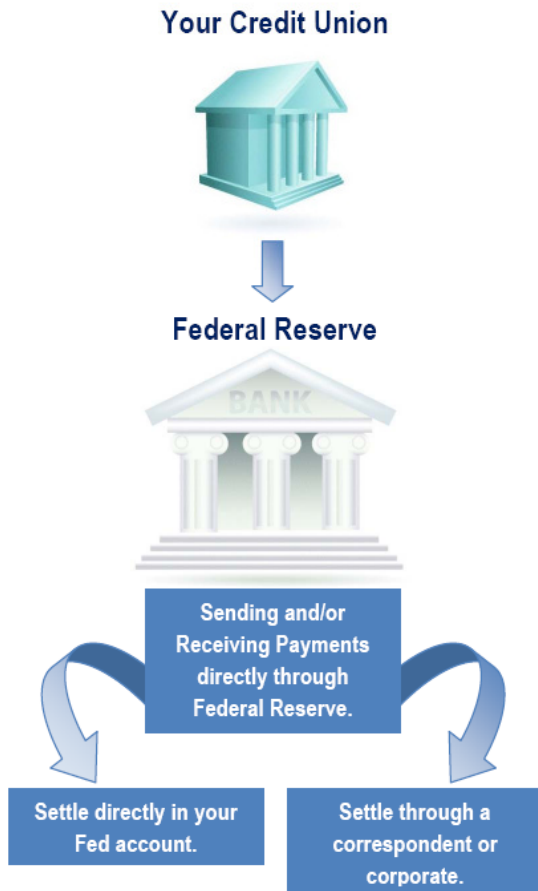 Your Credit Union
Federal Reserve
BANK
Sending and/or
Receiving Payments
directly through
Federal Reserve.
Settle directly in your
Fed account.
Settle through a
correspondent or
corporate.